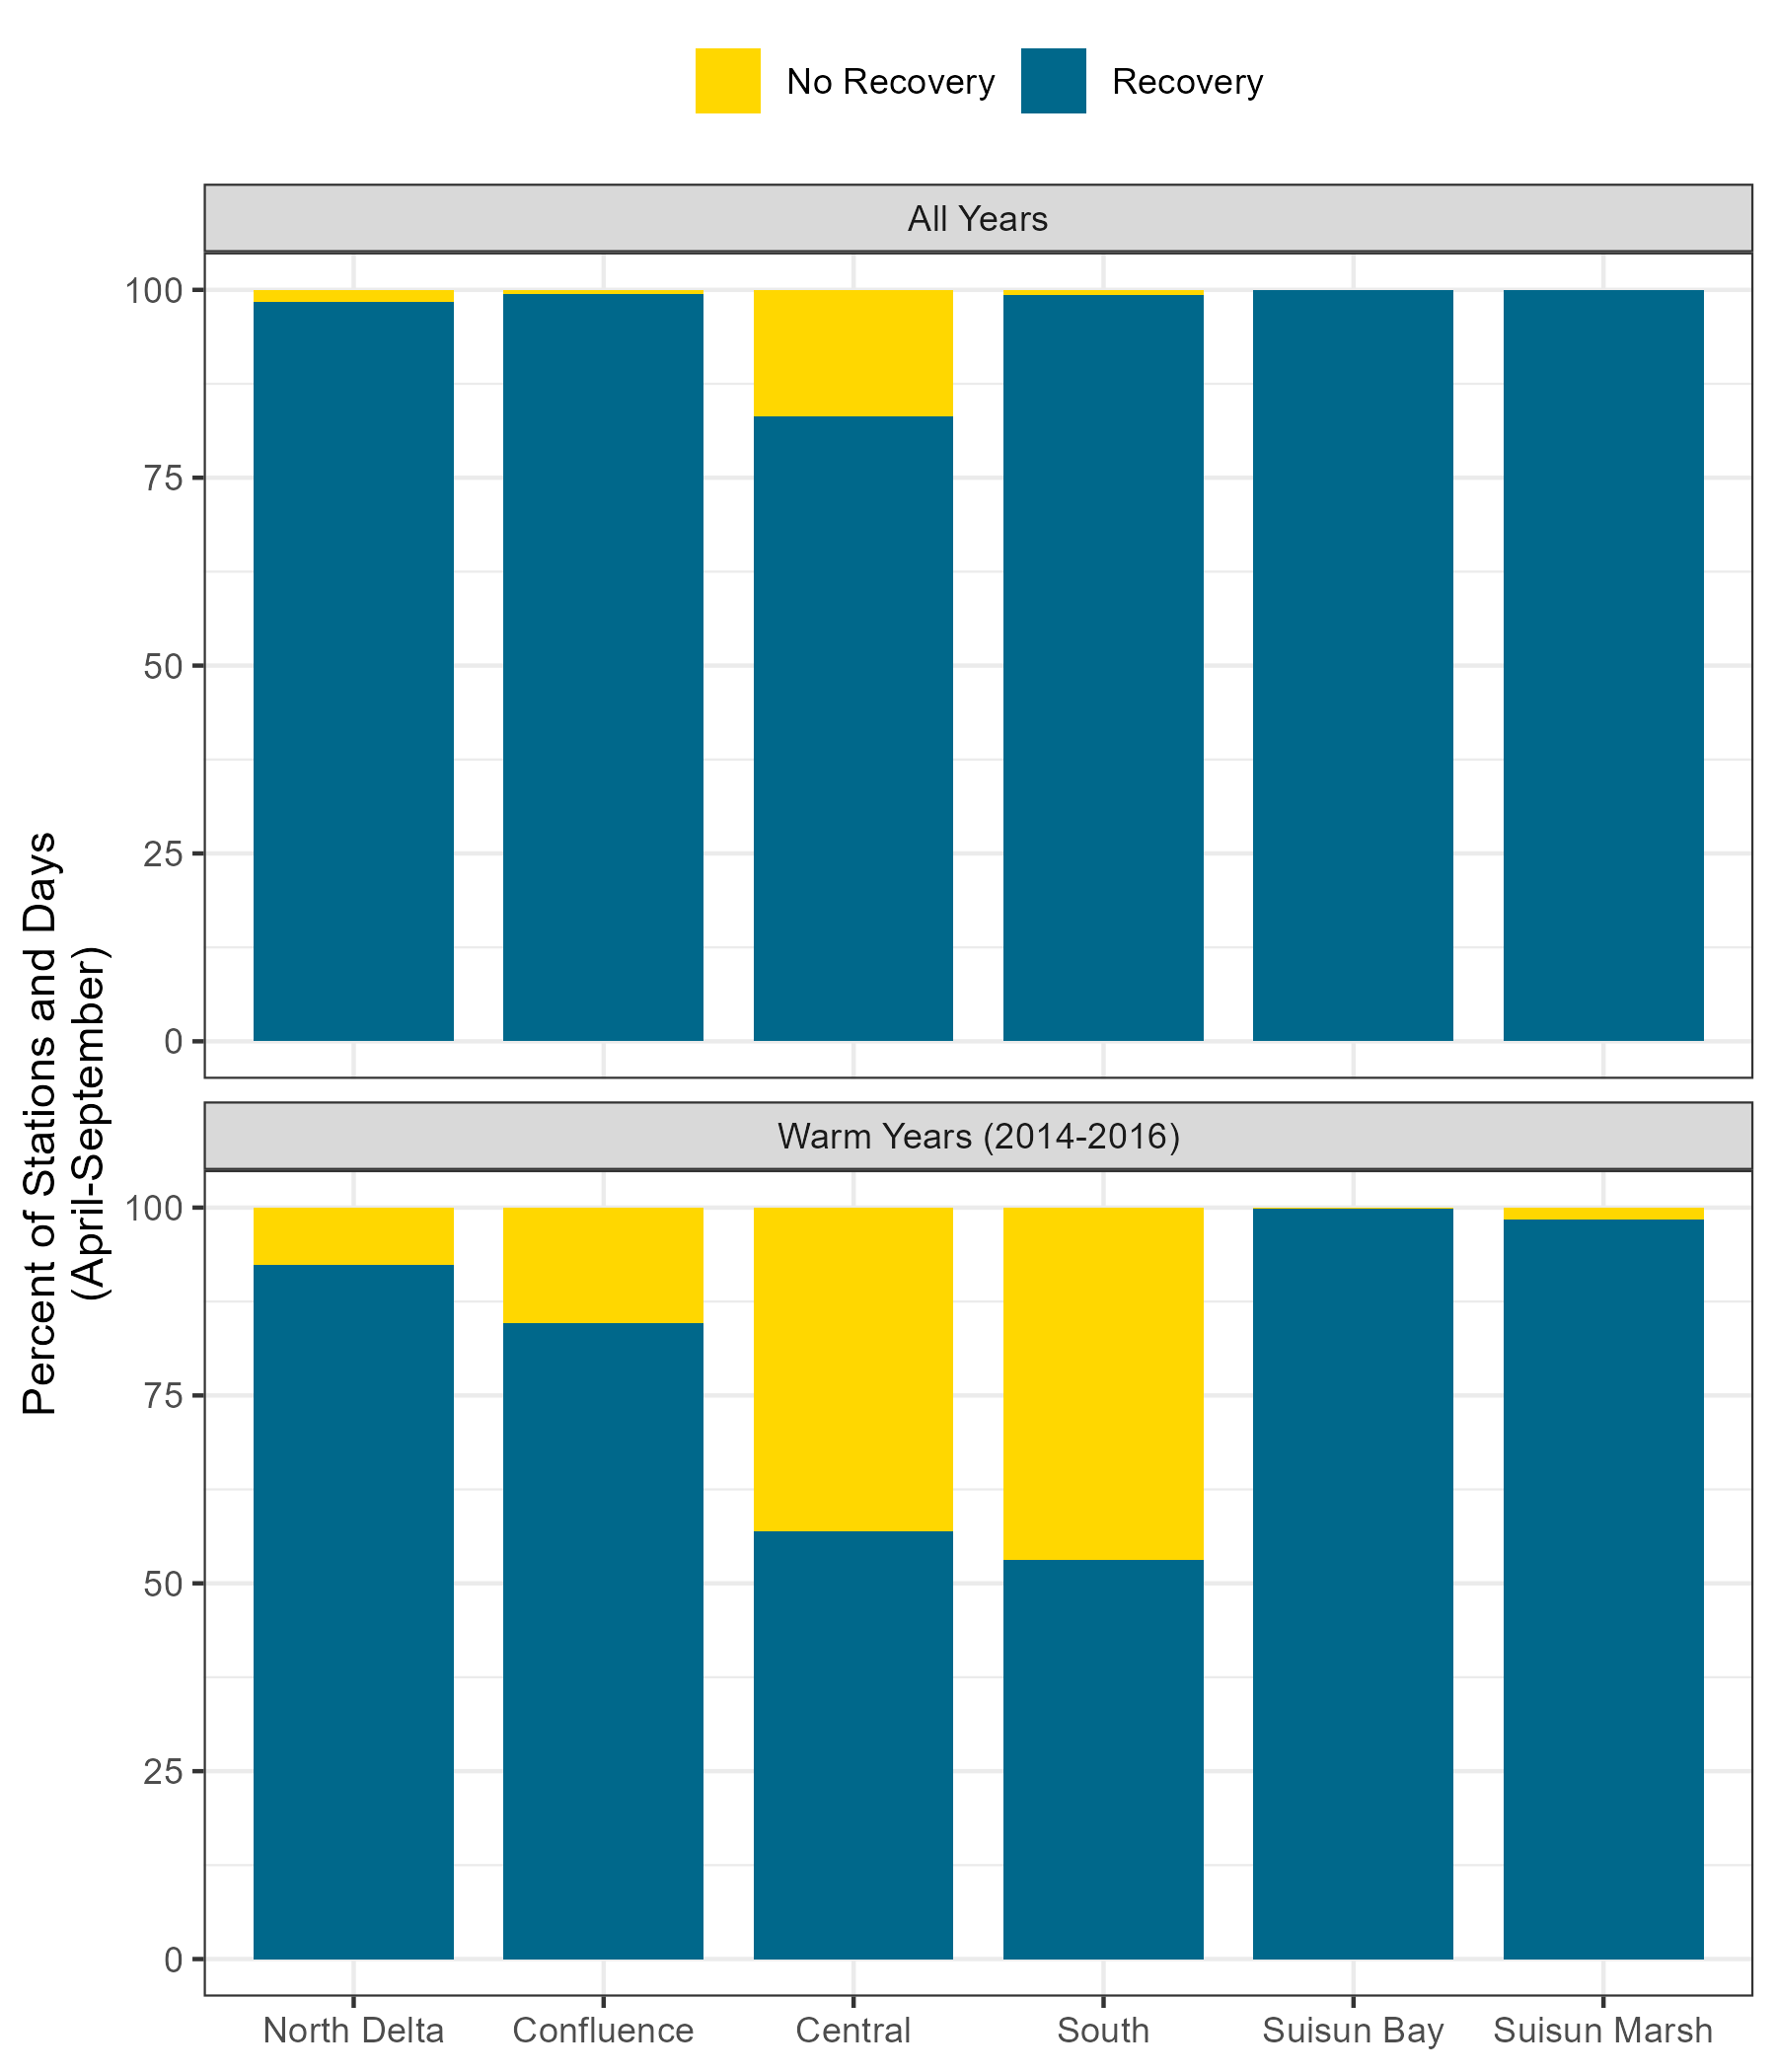 No Recovery
Recovery
All Years
100
75
50
25
0
Percent of Stations and Days
(April-September)
Warm Years (2014-2016)
100
75
50
25
0
North Delta
Confluence
Central
South
Suisun Bay
Suisun Marsh